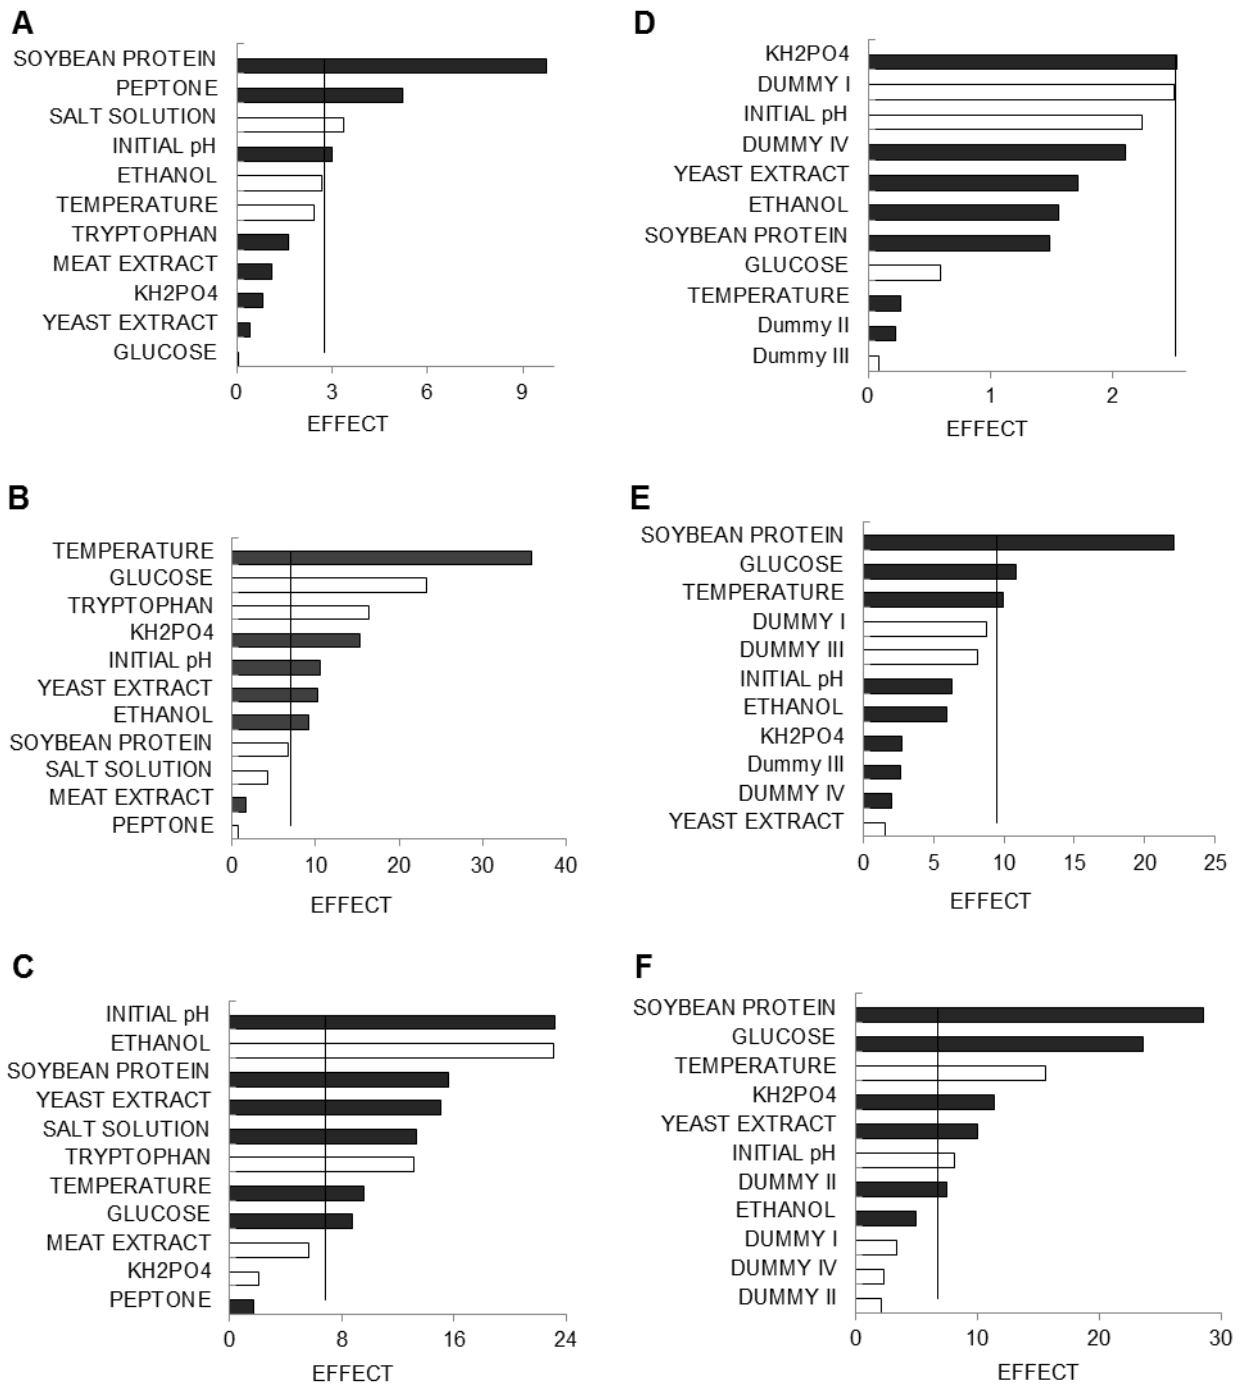 A
SOYBEAN PROTEIN
PEPTONE
SALT SOLUTION
INITIAL pH
ETHANOL
TEMPERATURE
TRYPTOPHAN
MEAT EXTRACT
KH2PO4
YEAST EXTRACT
GLUCOSE
0 3 6 9
EFFECT
D
KH2PO4
DUMMY I
INITIAL pH
DUMMY IV
YEAST EXTRACT
ETHANOL
SOYBEAN PROTEIN
GLUCOSE
TEMPERATURE
Dummy II
Dummy III
0 1 2
EFFECT
B
TEMPERATURE
GLUCOSE
TRYPTOPHAN
KH2PO4
INITIAL pH
YEAST EXTRACT
ETHANOL
SOYBEAN PROTEIN
SALT SOLUTION
MEAT EXTRACT
PEPTONE
0 10 20 30 40
EFFECT
E
SOYBEAN PROTEIN
GLUCOSE
TEMPERATURE
DUMMY I
DUMMY III
INITIAL pH
ETHANOL
KH2PO4
Dummy III
DUMMY IV
YEAST EXTRACT
0 5 10 15 20 25
EFFECT
C
INITIAL pH
ETHANOL
SOYBEAN PROTEIN
YEAST EXTRACT
SALT SOLUTION
TRYPTOPHAN
TEMPERATURE
GLUCOSE
MEAT EXTRACT
KH2PO4
PEPTONE
0 8 16 24
EFFECT
F
SOYBEAN PROTEIN
GLUCOSE
TEMPERATURE
KH2PO4
YEAST EXTRACT
INITIAL pH
DUMMY II
ETHANOL
DUMMY I
DUMMY IV
DUMMY II
0 10 20 30
EFFECT